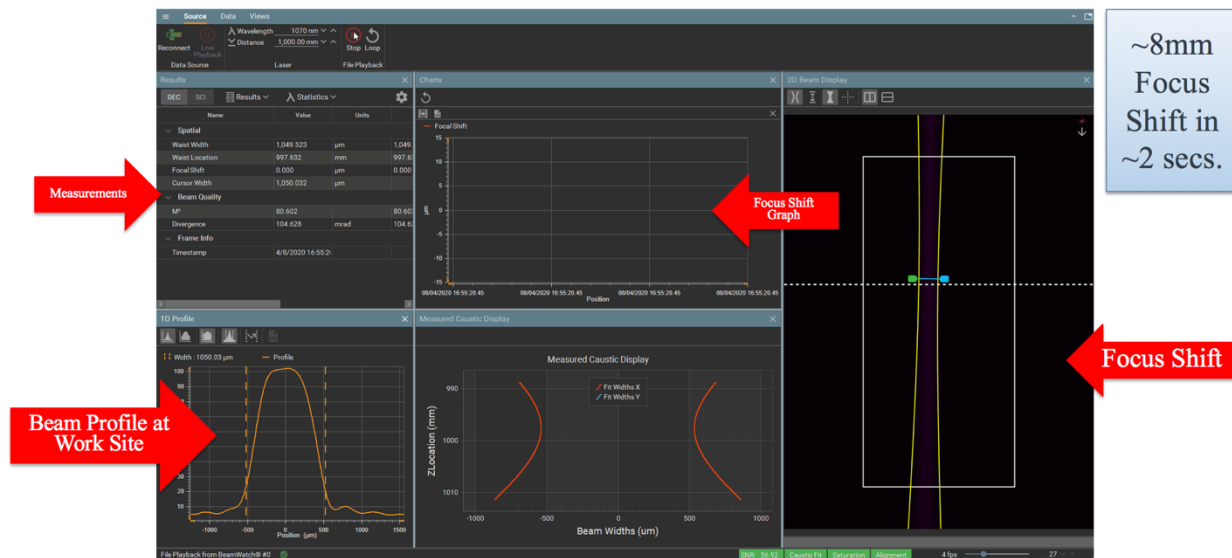 Source Data Views
Reconnect
Live
Playback
Data Source
Wavelength 1070 nm
Distance 1,000.00 mm
Laser
Stop Loop
File Playback
~8mm
Focus
Shift in
~2 secs.
Results
DEC SCI Results Statistics
Name Value Units
Spatial
Waist Width 1,049.523 µm 1,049.
Waist Location 997.632 mm 997.63
Focal Shift 0.000 µm 0.000
Cursor Width 1,050.032 µm
Beam Quality
M² 80.602 80.602
Divergence 104.628 mrad 104.62
Frame Info
Timestamp 4/8/2020 16:55:2
Measurements
Charts
Focal Shift
15
10
5
0
-5
-10
-15
µm
08/04/2020 16:55:20.45 08/04/2020 16:55:20.45 08/04/2020 16:55:20.45 08/04/2020 16:55:20.45
Position
Focus Shift
Graph
2D Beam Display
Focus Shift
1D Profile
Width : 1050.03 µm Profile
100
90
80
30
20
10
-1000 -500 0 500 1000 1500
Position (µm)
Beam Profile at
Work Site
Measured Caustic Display
Measured Caustic Display
Fit Widths X
Fit Widths Y
990
1000
1010
ZLocation (mm)
-1000 -500 0 500 1000
Beam Widths (um)
File Playback from BeamWatch® #0
SNR: 56.92 Caustic Fit Saturation Alignment 4 fps 27